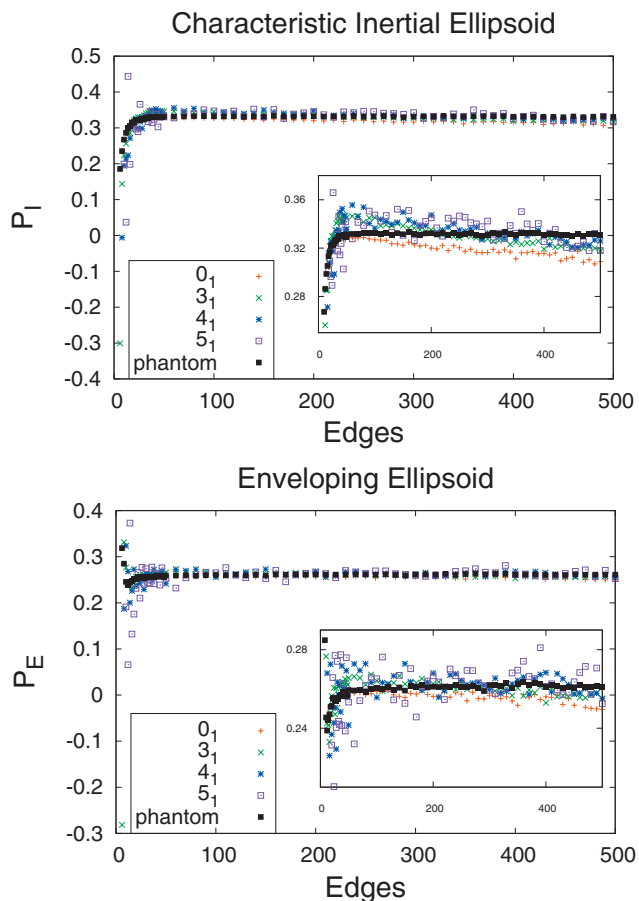 Characteristic Inertial Ellipsoid
0.5
0.4
0.3
0.2
0.1
0
-0.1
-0.2
-0.3
-0.4
P_I
0.36
0.32
0.28
0 200 400
0_1
3_1
4_1
5_1
phantom
0 100 200 300 400 500
Edges
Enveloping Ellipsoid
0.4
0.3
0.2
0.1
0
-0.1
-0.2
-0.3
P_E
0.28
0.24
0 200 400
0_1
3_1
4_1
5_1
phantom
0 100 200 300 400 500
Edges